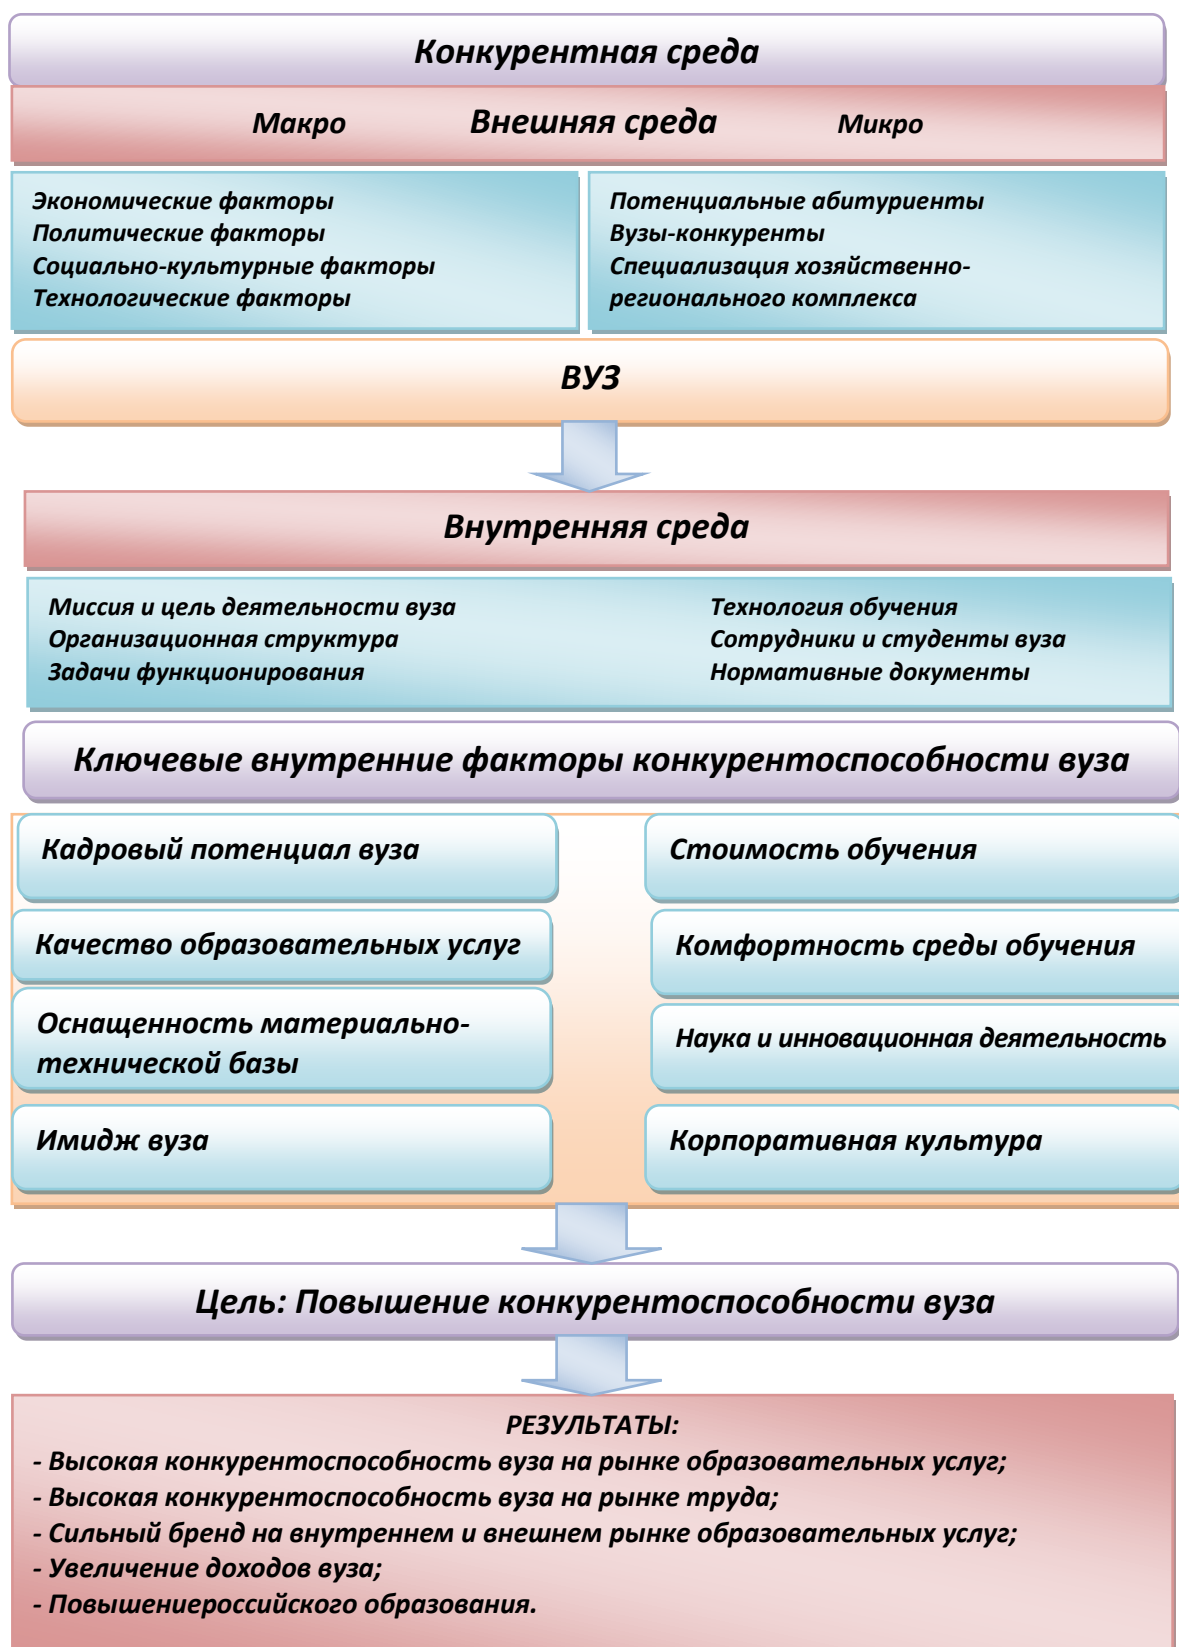 Конкурентная среда
Макро Внешняя среда Микро
Экономические факторы
Политические факторы
Социально-культурные факторы
Технологические факторы
Потенциальные абитуриенты
Вузы-конкуренты
Специализация хозяйственно-
регионального комплекса
ВУЗ
Внутренняя среда
Миссия и цель деятельности вуза
Организационная структура
Задачи функционирования
Технология обучения
Сотрудники и студенты вуза
Нормативные документы
Ключевые внутренние факторы конкурентоспособности вуза
Кадровый потенциал вуза
Стоимость обучения
Качество образовательных услуг
Комфортность среды обучения
Оснащенность материально-
технической базы
Наука и инновационная деятельность
Имидж вуза
Корпоративная культура
Цель: Повышение конкурентоспособности вуза
РЕЗУЛЬТАТЫ:
- Высокая конкурентоспособность вуза на рынке образовательных услуг;
- Высокая конкурентоспособность вуза на рынке труда;
- Сильный бренд на внутреннем и внешнем рынке образовательных услуг;
- Увеличение доходов вуза;
- Повышениероссийского образования.